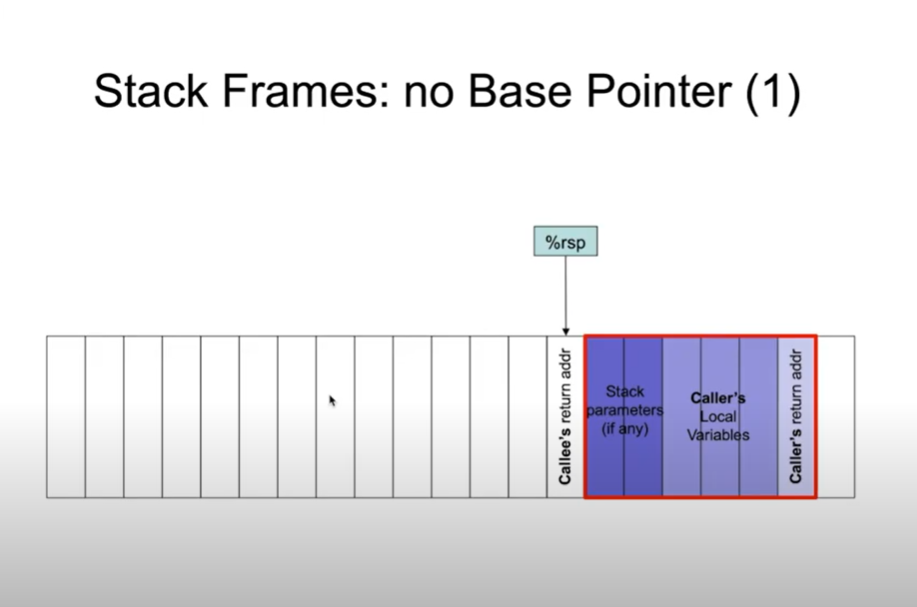 Stack Frames: no Base Pointer (1)
%rsp
Callee's return addr
Stack
parameters
(if any)
Caller's
Local
Variables
Caller's return addr